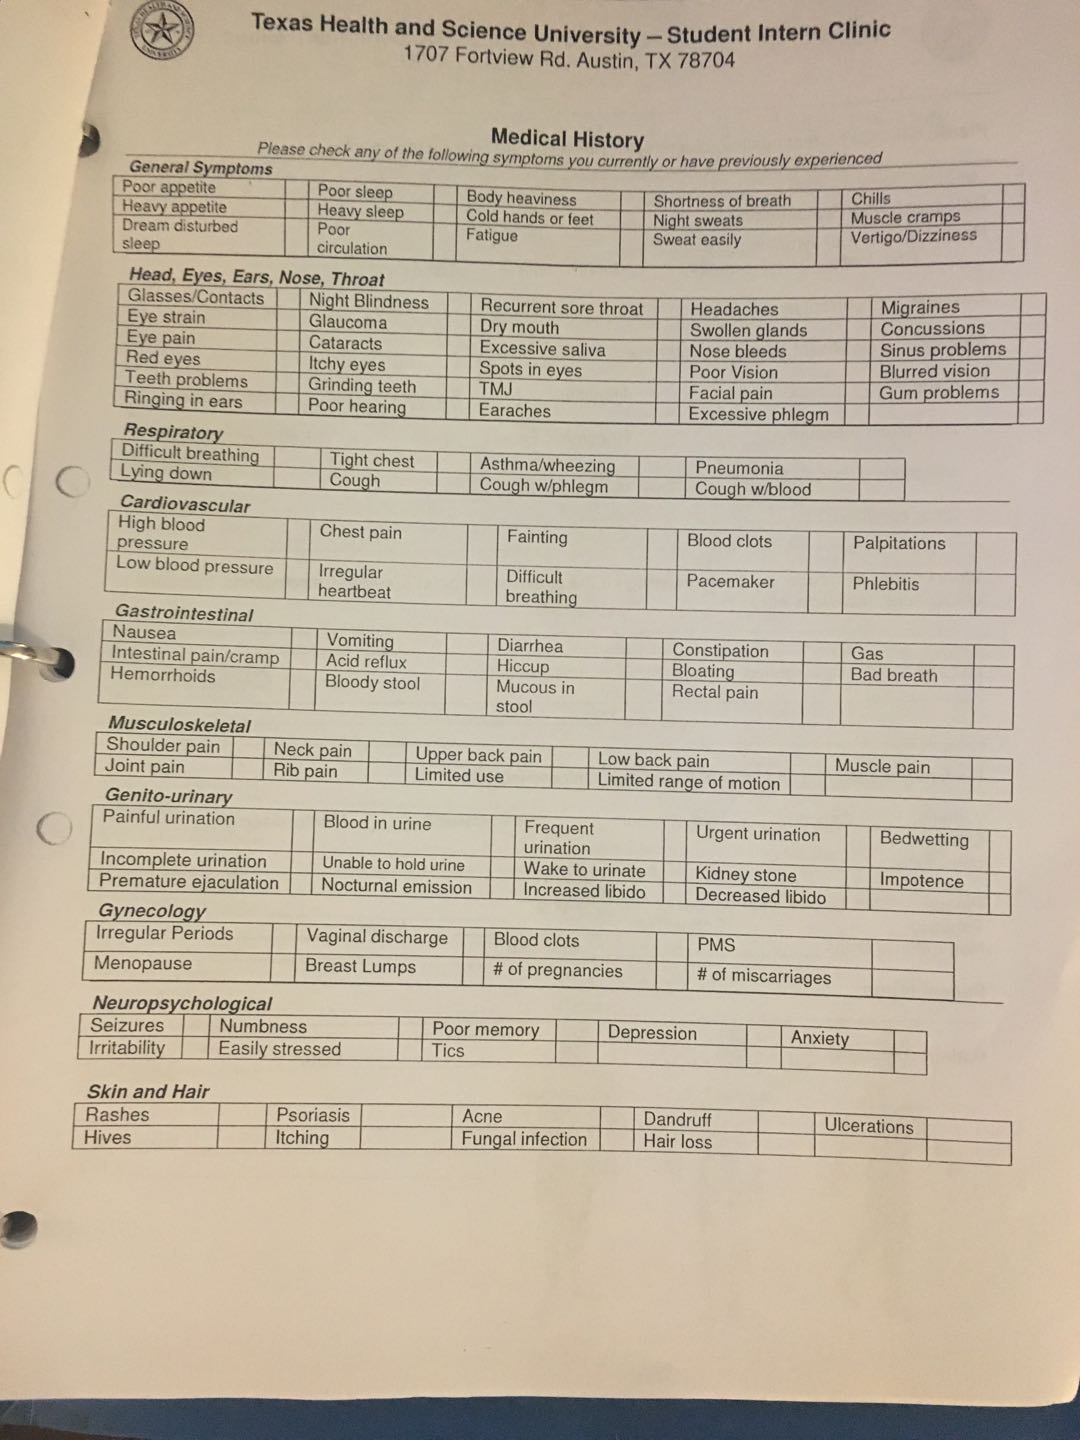 Texas Health and Science University – Student Intern Clinic
1707 Fortview Rd. Austin, TX 78704
Medical History
Please check any of the following symptoms you currently or have previously experienced
General Symptoms
Poor appetite Poor sleep Body heaviness Shortness of breath Chills
Heavy appetite Heavy sleep Cold hands or feet Night sweats Muscle cramps
Dream disturbed Poor Fatigue Sweat easily Vertigo/Dizziness
sleep circulation
Head, Eyes, Ears, Nose, Throat
Glasses/Contacts Night Blindness Recurrent sore throat Headaches Migraines
Eye strain Glaucoma Dry mouth Swollen glands Concussions
Eye pain Cataracts Excessive saliva Nose bleeds Sinus problems
Red eyes Itchy eyes Spots in eyes Poor Vision Blurred vision
Teeth problems Grinding teeth TMJ Facial pain Gum problems
Ringing in ears Poor hearing Earaches Excessive phlegm
Respiratory
Difficult breathing Tight chest Asthma/wheezing Pneumonia
Lying down Cough Cough w/phlegm Cough w/blood
Cardiovascular
High blood Chest pain Fainting Blood clots Palpitations
pressure
Low blood pressure Irregular Difficult Pacemaker Phlebitis
heartbeat breathing
Gastrointestinal
Nausea Vomiting Diarrhea Constipation Gas
Intestinal pain/cramp Acid reflux Hiccup Bloating Bad breath
Hemorrhoids Bloody stool Mucous in Rectal pain
stool
Musculoskeletal
Shoulder pain Neck pain Upper back pain Low back pain Muscle pain
Joint pain Rib pain Limited use Limited range of motion
Genito-urinary
Painful urination Blood in urine Frequent Urgent urination Bedwetting
urination
Incomplete urination Unable to hold urine Wake to urinate Kidney stone Impotence
Premature ejaculation Nocturnal emission Increased libido Decreased libido
Gynecology
Irregular Periods Vaginal discharge Blood clots PMS
Menopause Breast Lumps # of pregnancies # of miscarriages
Neuropsychological
Seizures Numbness Poor memory Depression Anxiety
Irritability Easily stressed Tics
Skin and Hair
Rashes Psoriasis Acne Dandruff Ulcerations
Hives Itching Fungal infection Hair loss